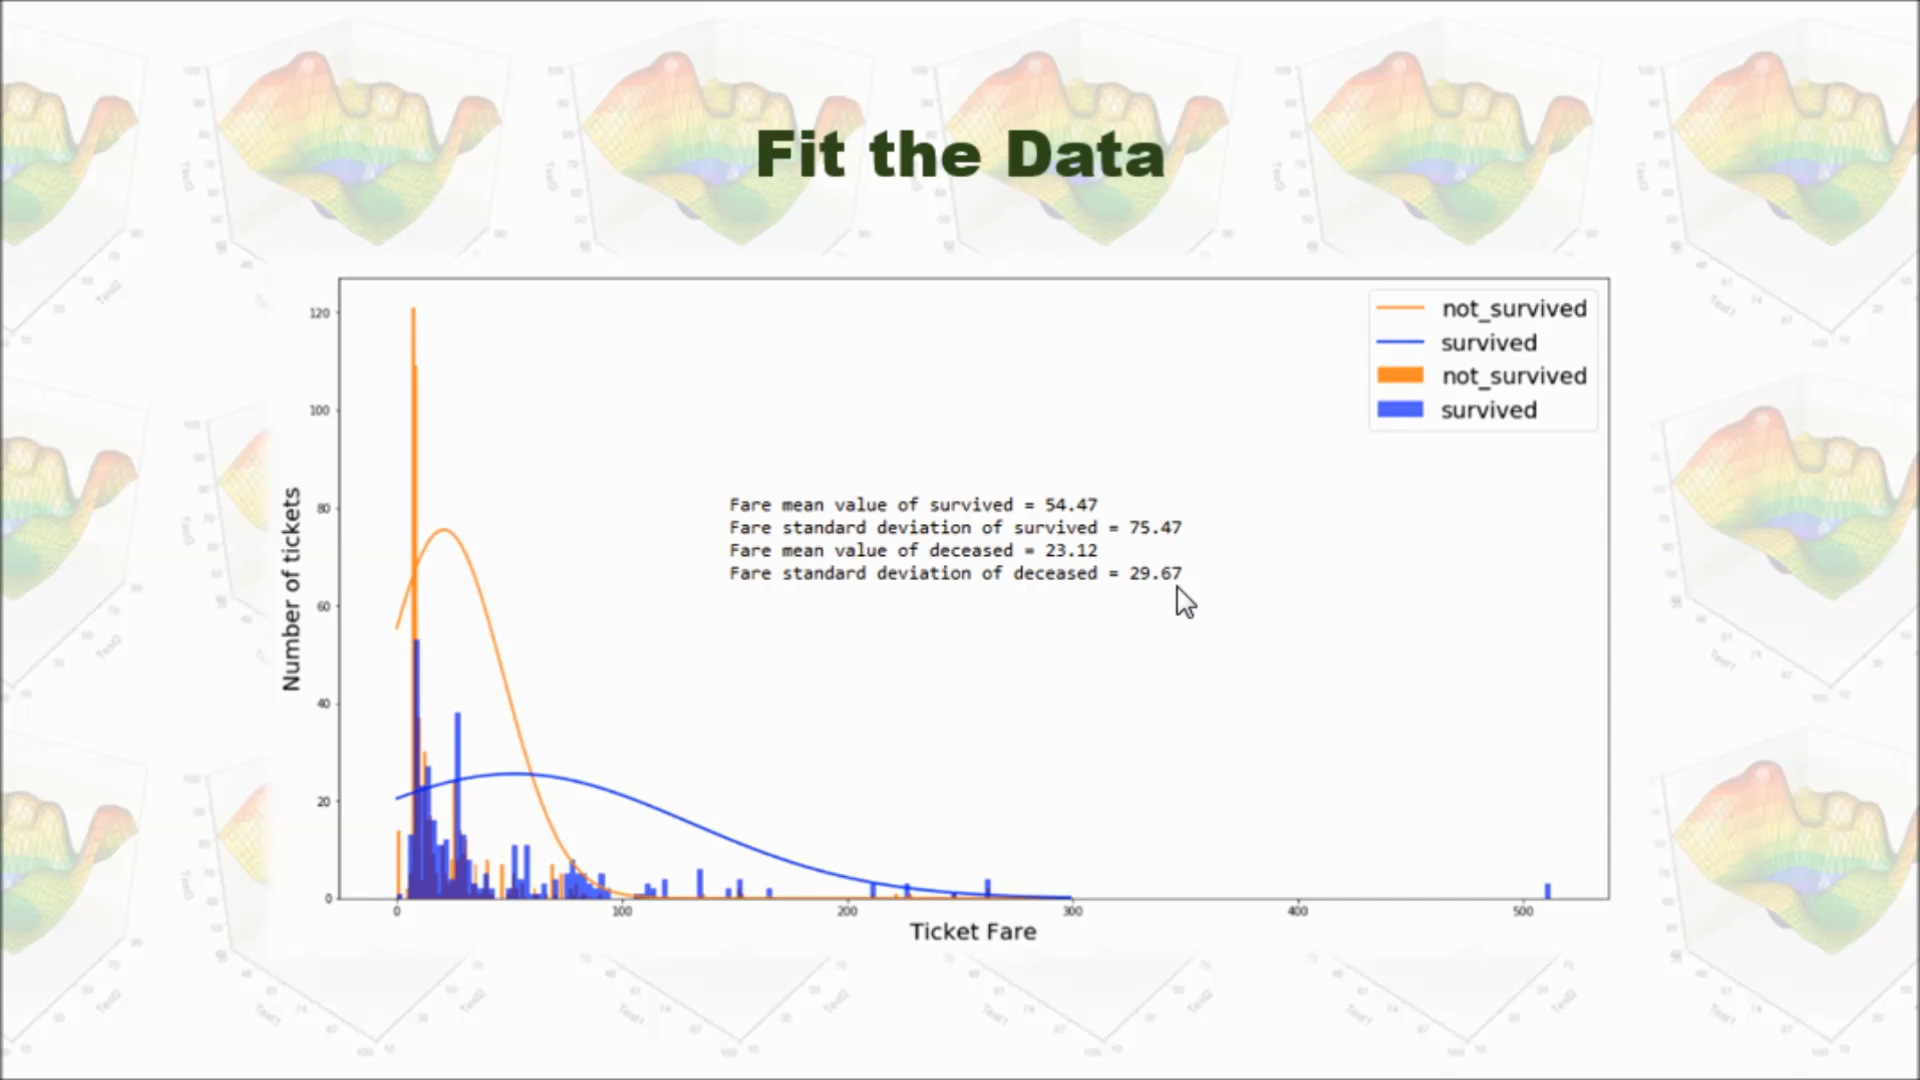 Fit the Data
not_survived
survived
not_survived
survived
Fare mean value of survived = 54.47
Fare standard deviation of survived = 75.47
Fare mean value of deceased = 23.12
Fare standard deviation of deceased = 29.67
Number of tickets
120
100
80
60
40
20
0
0 100 200 300 400 500
Ticket Fare